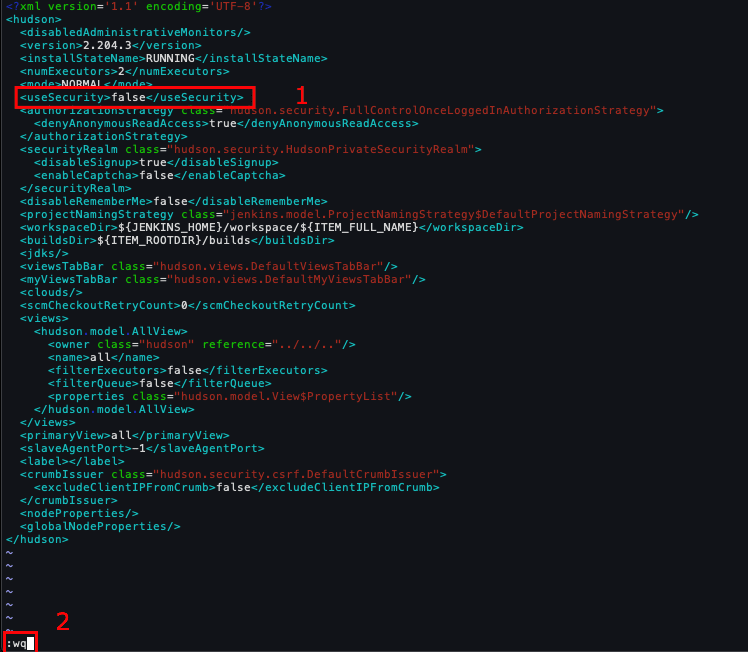 <?xml version='1.1' encoding='UTF-8'?>
<hudson>
  <disabledAdministrativeMonitors/>
  <version>2.204.3</version>
  <installStateName>RUNNING</installStateName>
  <numExecutors>2</numExecutors>
  <mode>NORMAL</mode>
  <useSecurity>false</useSecurity> 1
  <authorizationStrategy class="hudson.security.FullControlOnceLoggedInAuthorizationStrategy">
    <denyAnonymousReadAccess>true</denyAnonymousReadAccess>
  </authorizationStrategy>
  <securityRealm class="hudson.security.HudsonPrivateSecurityRealm">
    <disableSignup>true</disableSignup>
    <enableCaptcha>false</enableCaptcha>
  </securityRealm>
  <disableRememberMe>false</disableRememberMe>
  <projectNamingStrategy class="jenkins.model.ProjectNamingStrategy$DefaultProjectNamingStrategy"/>
  <workspaceDir>${JENKINS_HOME}/workspace/${ITEM_FULL_NAME}</workspaceDir>
  <buildsDir>${ITEM_ROOTDIR}/builds</buildsDir>
  <jdks/>
  <viewsTabBar class="hudson.views.DefaultViewsTabBar"/>
  <myViewsTabBar class="hudson.views.DefaultMyViewsTabBar"/>
  <clouds/>
  <scmCheckoutRetryCount>0</scmCheckoutRetryCount>
  <views>
    <hudson.model.AllView>
      <owner class="hudson" reference="../../.."/>
      <name>all</name>
      <filterExecutors>false</filterExecutors>
      <filterQueue>false</filterQueue>
      <properties class="hudson.model.View$PropertyList"/>
    </hudson.model.AllView>
  </views>
  <primaryView>all</primaryView>
  <slaveAgentPort>-1</slaveAgentPort>
  <label></label>
  <crumbIssuer class="hudson.security.csrf.DefaultCrumbIssuer">
    <excludeClientIPFromCrumb>false</excludeClientIPFromCrumb>
  </crumbIssuer>
  <nodeProperties/>
  <globalNodeProperties/>
</hudson>
~
~
~
~
~
~
~
2
:wq